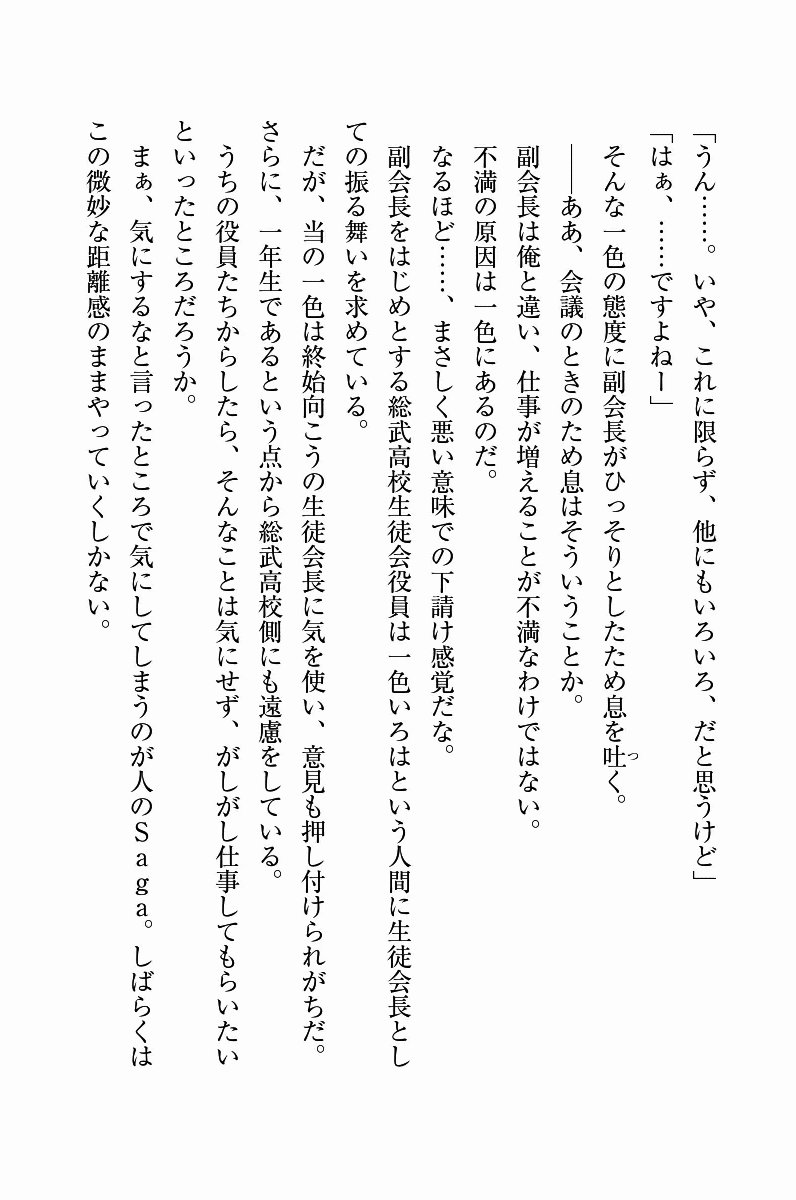 「うん……。いや、これに限らず、他にもいろいろ、だと思うけど」
「はぁ、……ですよねー」
そんな一色の態度に副会長がひっそりとしたため息を吐く。
――ああ、会議のときのため息はそういうことか。
副会長は俺と違い、仕事が増えることが不満なわけではない。
不満の原因は一色にあるのだ。
なるほど……、まさしく悪い意味での下請け感覚だな。
副会長をはじめとする総武高校生徒会役員は一色いろはという人間に生徒会長とし
ての振る舞いを求めている。
だが、当の一色は終始向こうの生徒会長に気を使い、意見も押し付けられがちだ。
さらに、一年生であるという点から総武高校側にも遠慮をしている。
うちの役員たちからしたら、そんなことは気にせず、がしがし仕事してもらいたい
といったところだろうか。
まぁ、気にするなと言ったところで気にしてしまうのが人のSaga。しばらくは
この微妙な距離感のままやっていくしかない。